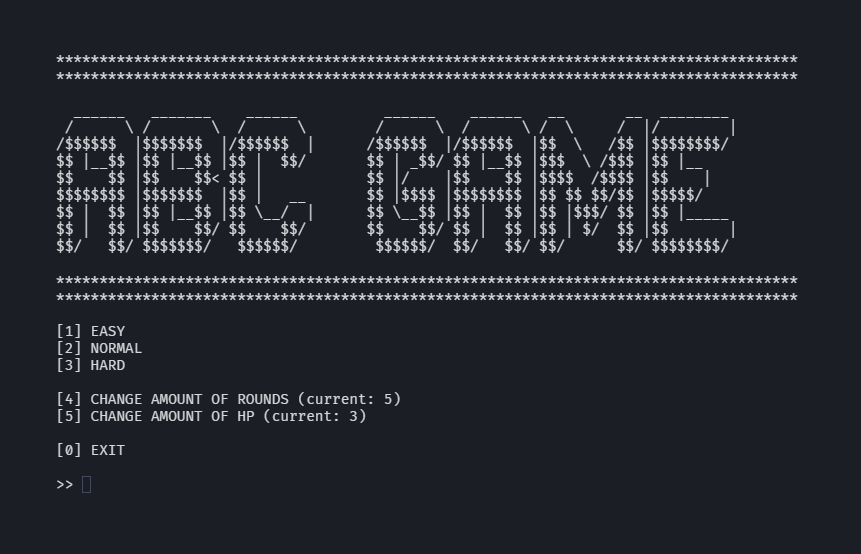 **************************************************************************************
**************************************************************************************
ABC GAME
**************************************************************************************
**************************************************************************************
[1] EASY
[2] NORMAL
[3] HARD
[4] CHANGE AMOUNT OF ROUNDS (current: 5)
[5] CHANGE AMOUNT OF HP (current: 3)
[0] EXIT
>>